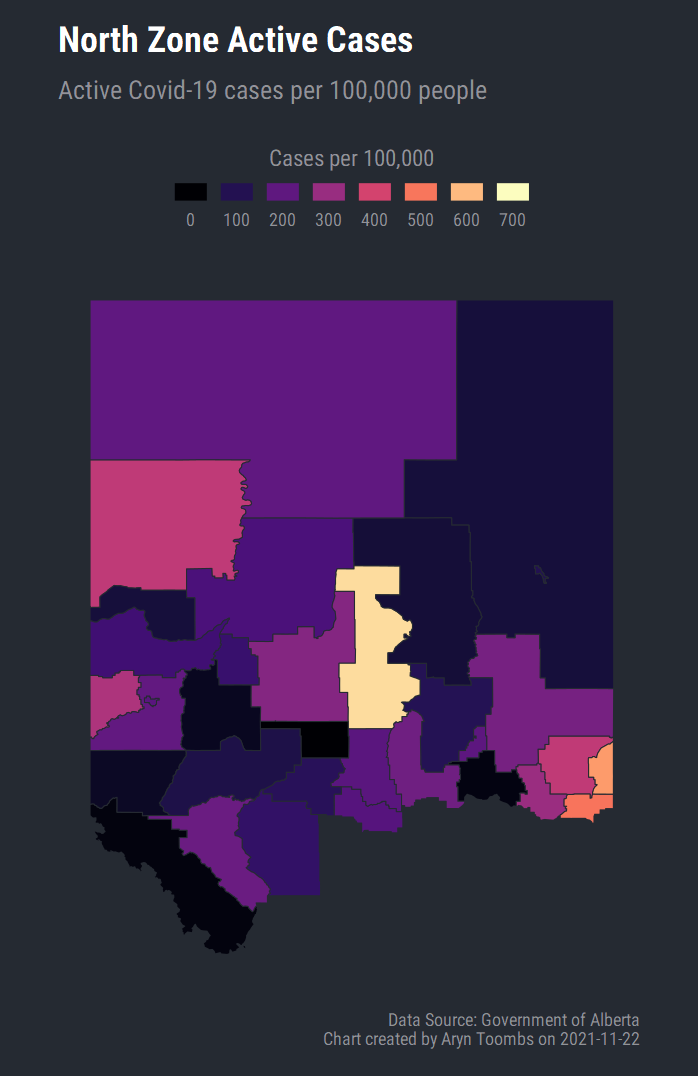 North Zone Active Cases
Active Covid-19 cases per 100,000 people
Cases per 100,000
0 100 200 300 400 500 600 700
Data Source: Government of Alberta
Chart created by Aryn Toombs on 2021-11-22